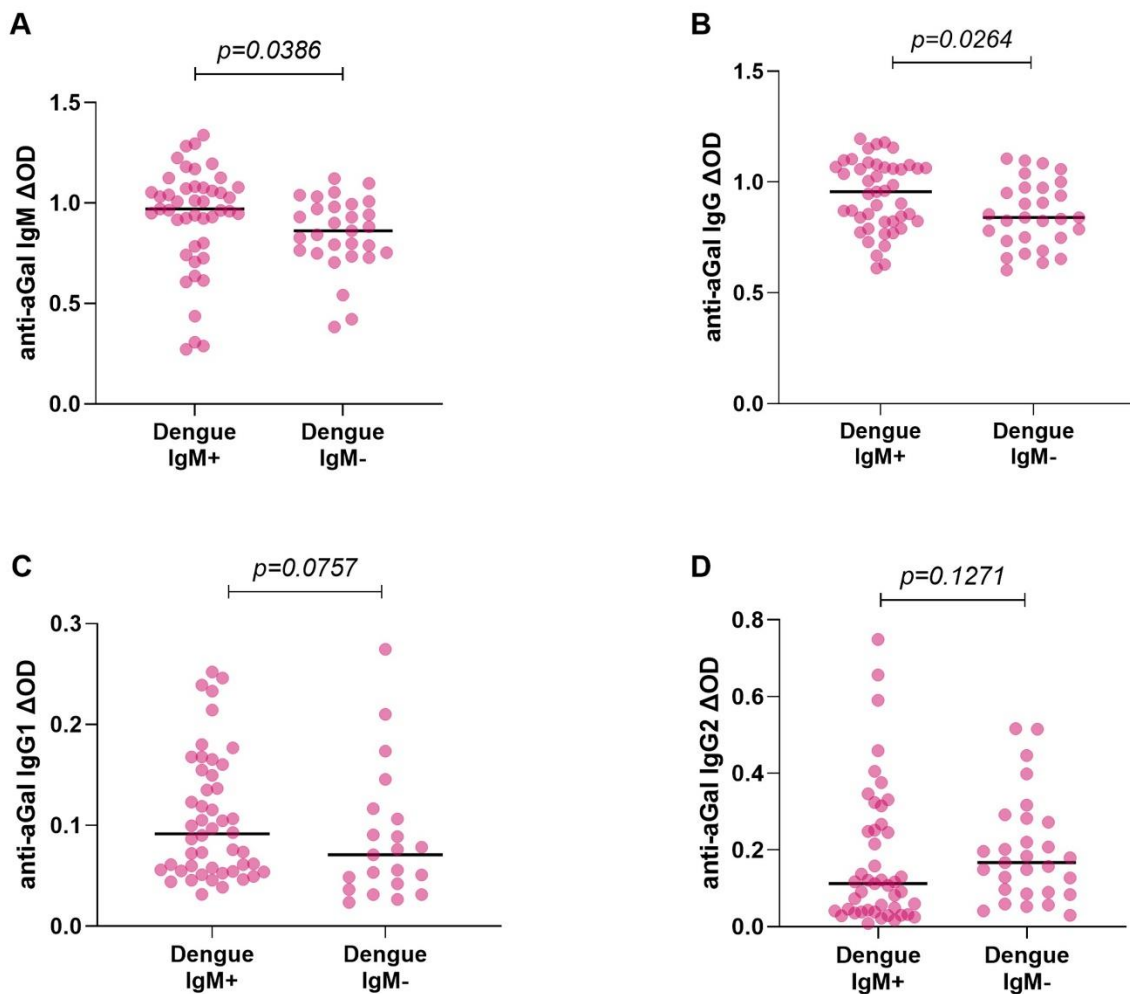 A
p=0.0386
anti-aGal IgM ΔOD
1.5
1.0
0.5
0.0
Dengue
IgM+
Dengue
IgM-
B
p=0.0264
anti-aGal IgG ΔOD
1.5
1.0
0.5
0.0
Dengue
IgM+
Dengue
IgM-
C
p=0.0757
anti-aGal IgG1 ΔOD
0.3
0.2
0.1
0.0
Dengue
IgM+
Dengue
IgM-
D
p=0.1271
anti-aGal IgG2 ΔOD
0.8
0.6
0.4
0.2
0.0
Dengue
IgM+
Dengue
IgM-